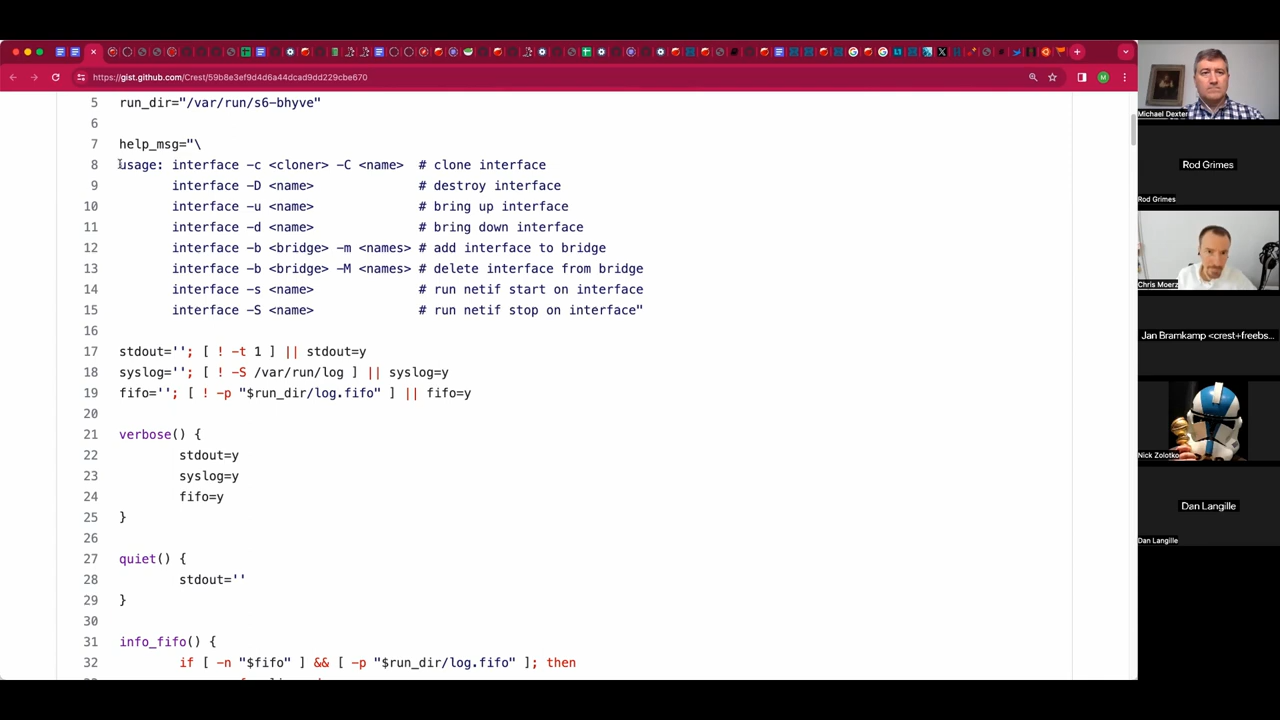 https://gist.github.com/Crest/59b8e3ef9d4d6a44dcad9dd229cbe670
M
5 run_dir="/var/run/s6-bhyve"
6
7 help_msg="\
8 usage: interface -c <cloner> -C <name> # clone interface
9 interface -D <name> # destroy interface
10 interface -u <name> # bring up interface
11 interface -d <name> # bring down interface
12 interface -b <bridge> -m <names> # add interface to bridge
13 interface -b <bridge> -M <names> # delete interface from bridge
14 interface -s <name> # run netif start on interface
15 interface -S <name> # run netif stop on interface"
16
17 stdout=''; [ ! -t 1 ] || stdout=y
18 syslog=''; [ ! -S /var/run/log ] || syslog=y
19 fifo=''; [ ! -p "$run_dir/log.fifo" ] || fifo=y
20
21 verbose() {
22 stdout=y
23 syslog=y
24 fifo=y
25 }
26
27 quiet() {
28 stdout=''
29 }
30
31 info_fifo() {
32 if [ -n "$fifo" ] && [ -p "$run_dir/log.fifo" ]; then
Michael Dexter
Rod Grimes
Rod Grimes
Chris Moerz
Jan Bramkamp <crest+freebs...
Nick Zolotko
Dan Langille
Dan Langille